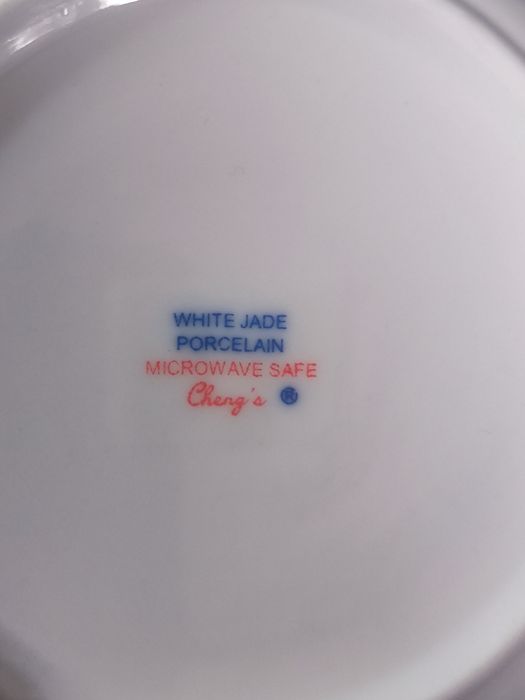 WHITE JADE
PORCELAIN
MICROWAVE SAFE
Cheng's ®